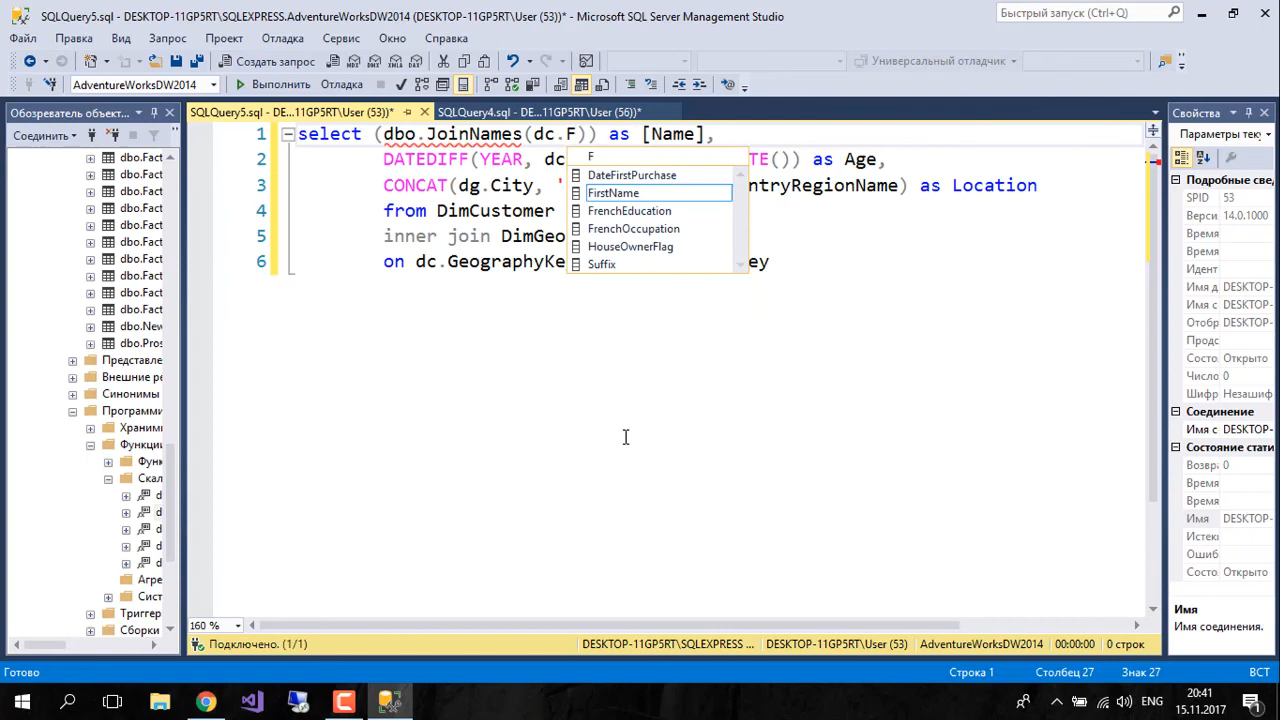 SQLQuery5.sql - DESKTOP-11GP5RT\SQLEXPRESS.AdventureWorksDW2014 (DESKTOP-11GP5RT\User (53))* - Microsoft SQL Server Management Studio
Быстрый запуск (Ctrl+Q)
Файл Правка Вид Запрос Проект Отладка Сервис Окно Справка
Создать запрос
Универсальный отладчик
AdventureWorksDW2014 Выполнить Отладка
Обозреватель объект...
SQLQuery5.sql - DE...11GP5RT\User (53))*
SQLQuery4.sql - DE...11GP5RT\User (56))*
Свойства
Соединить
Параметры теку
1 select (dbo.JoinNames(dc.F)) as [Name],
2 DATEDIFF(YEAR, dc TE()) as Age,
3 CONCAT(dg.City, ' ntryRegionName) as Location
4 from DimCustomer
5 inner join DimGeo
6 on dc.GeographyKe ey
F
DateFirstPurchase
FirstName
FrenchEducation
FrenchOccupation
HouseOwnerFlag
Suffix
dbo.Fact
dbo.Fact
dbo.Fact
dbo.Fact
dbo.Fact
dbo.Fact
dbo.Fact
dbo.Fact
dbo.Fact
dbo.Fact
dbo.Nev
dbo.Pros
Представле
Внешние ре
Синонимы
Программи
Храними
Функции
Функ
Скал
d
d
d
d
d
Агре
Сист
Триггер
Сборки
Подробные све
SPID 53
Верси 14.0.1000
Время
Время
Идент
Имя д DESKTOP-
Имя с DESKTOP-
Отобр DESKTOP-
Продс
Состо Открыто
Число 0
Шифр Незашиф
Соединение
Имя с DESKTOP-
Состояние стати
Возвра 0
Время
Время
Имя DESKTOP-
Истекш
Ошиб
Состо Открыто
Имя
Имя соединения.
160 %
Подключено. (1/1) DESKTOP-11GP5RT\SQLEXPRESS ... DESKTOP-11GP5RT\User (53) AdventureWorksDW2014 00:00:00 0 строк
Готово Строка 1 Столбец 27 Знак 27 ВСТ
ENG
20:41
15.11.2017
1